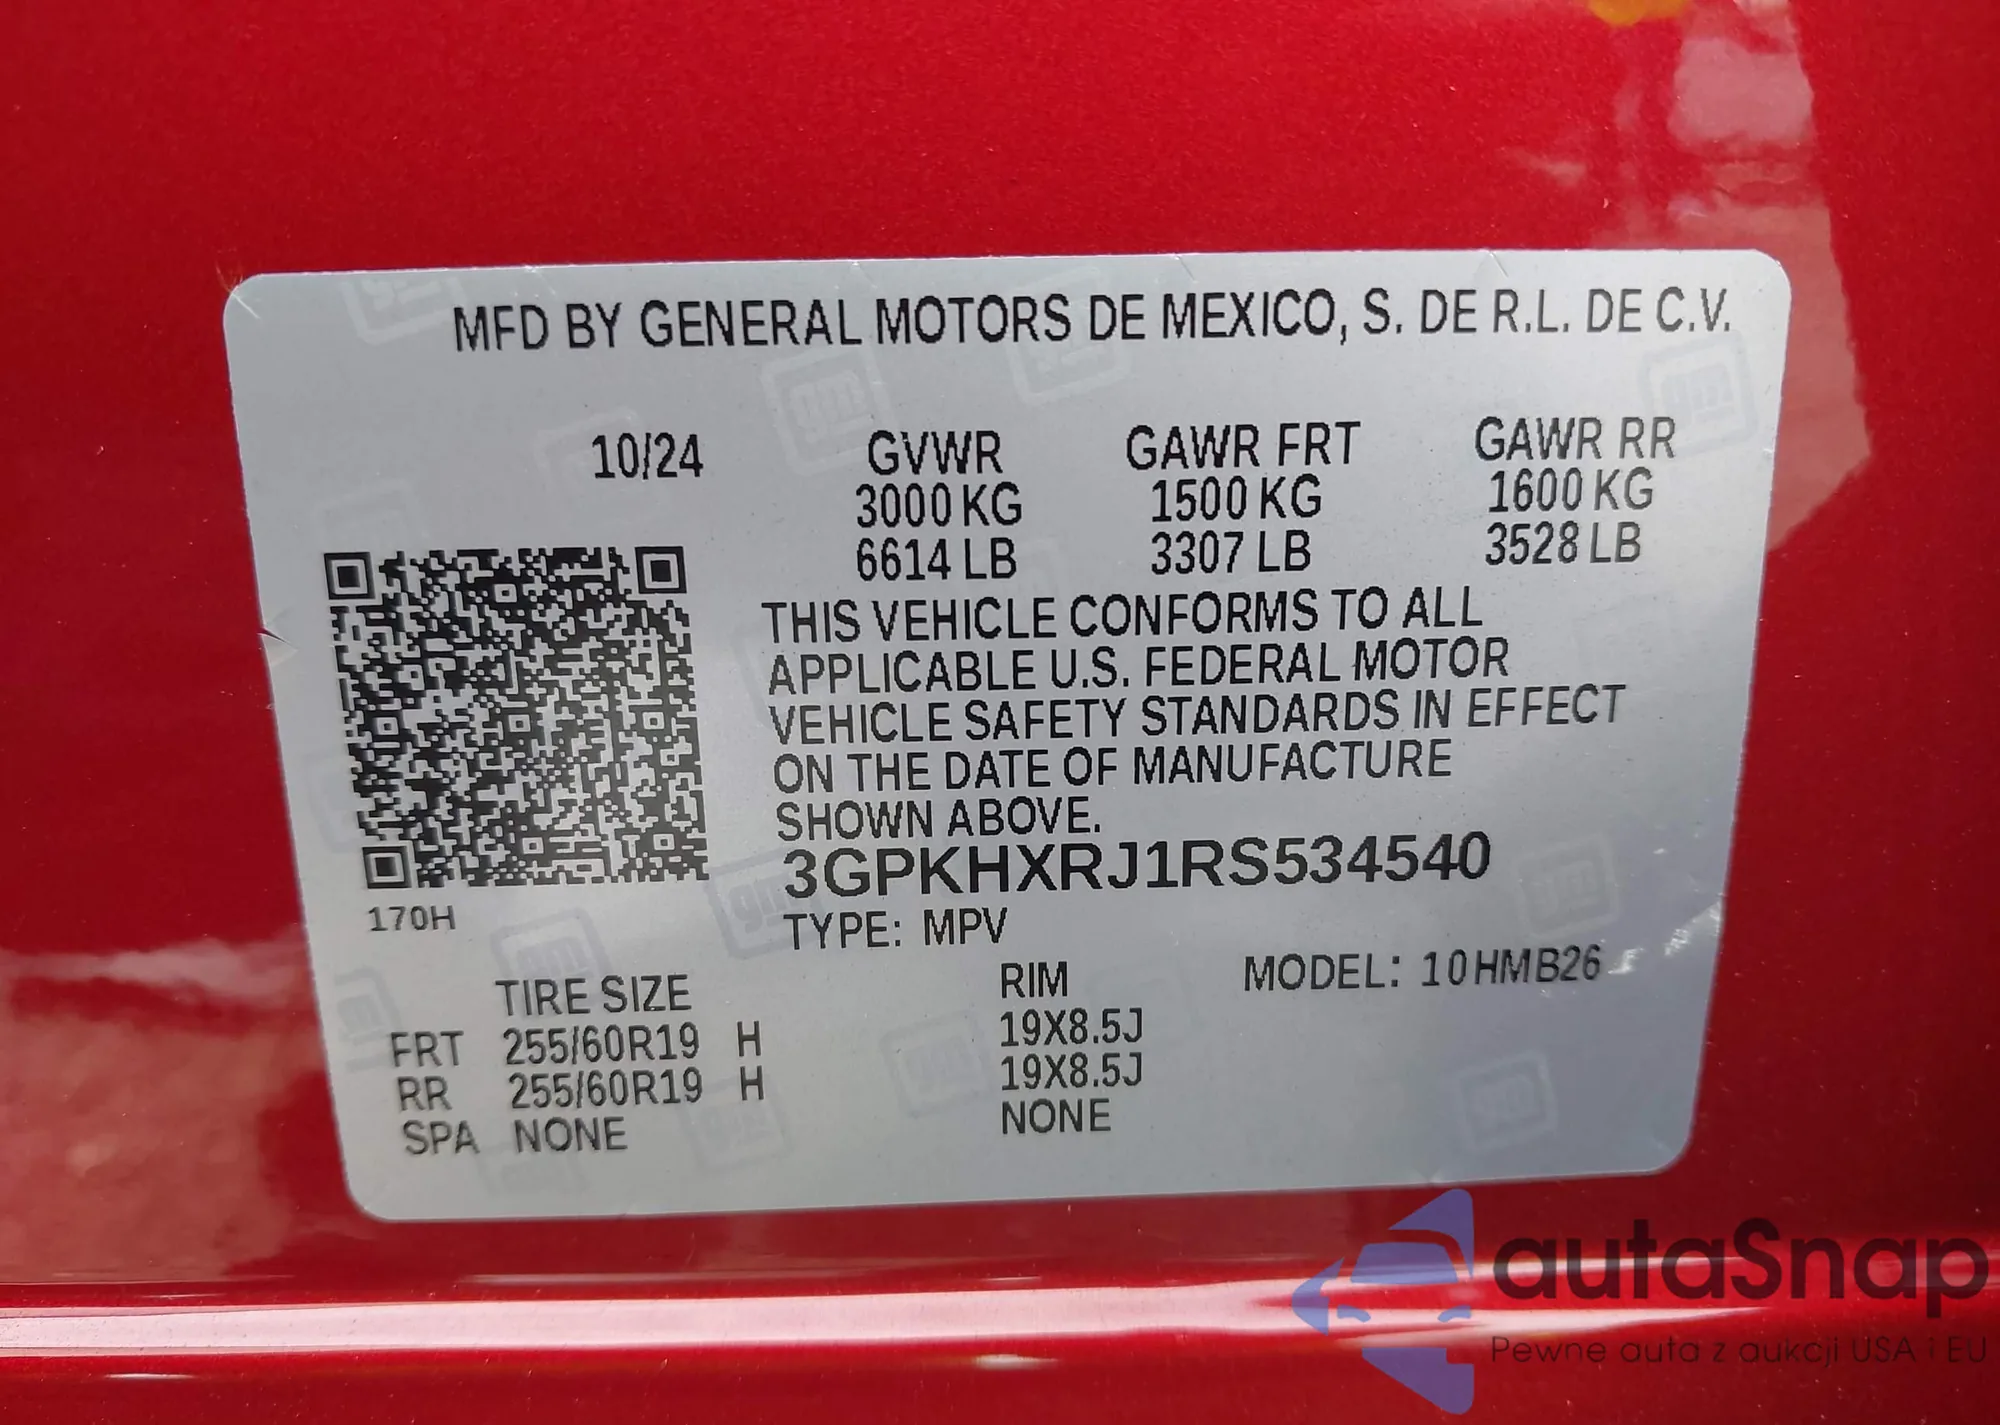 MFD BY GENERAL MOTORS DE MEXICO, S. DE R.L. DE C.V.
10/24 GVWR GAWR FRT GAWR RR
3000 KG 1500 KG 1600 KG
6614 LB 3307 LB 3528 LB
THIS VEHICLE CONFORMS TO ALL
APPLICABLE U.S. FEDERAL MOTOR
VEHICLE SAFETY STANDARDS IN EFFECT
ON THE DATE OF MANUFACTURE
SHOWN ABOVE.
3GPKHXRJ1RS534540
170H
TYPE: MPV
TIRE SIZE RIM MODEL: 10HMB26
FRT 255/60R19 H 19X8.5J
RR 255/60R19 H 19X8.5J
SPA NONE NONE
autaSnap
Pewne auta z aukcji USA i EU